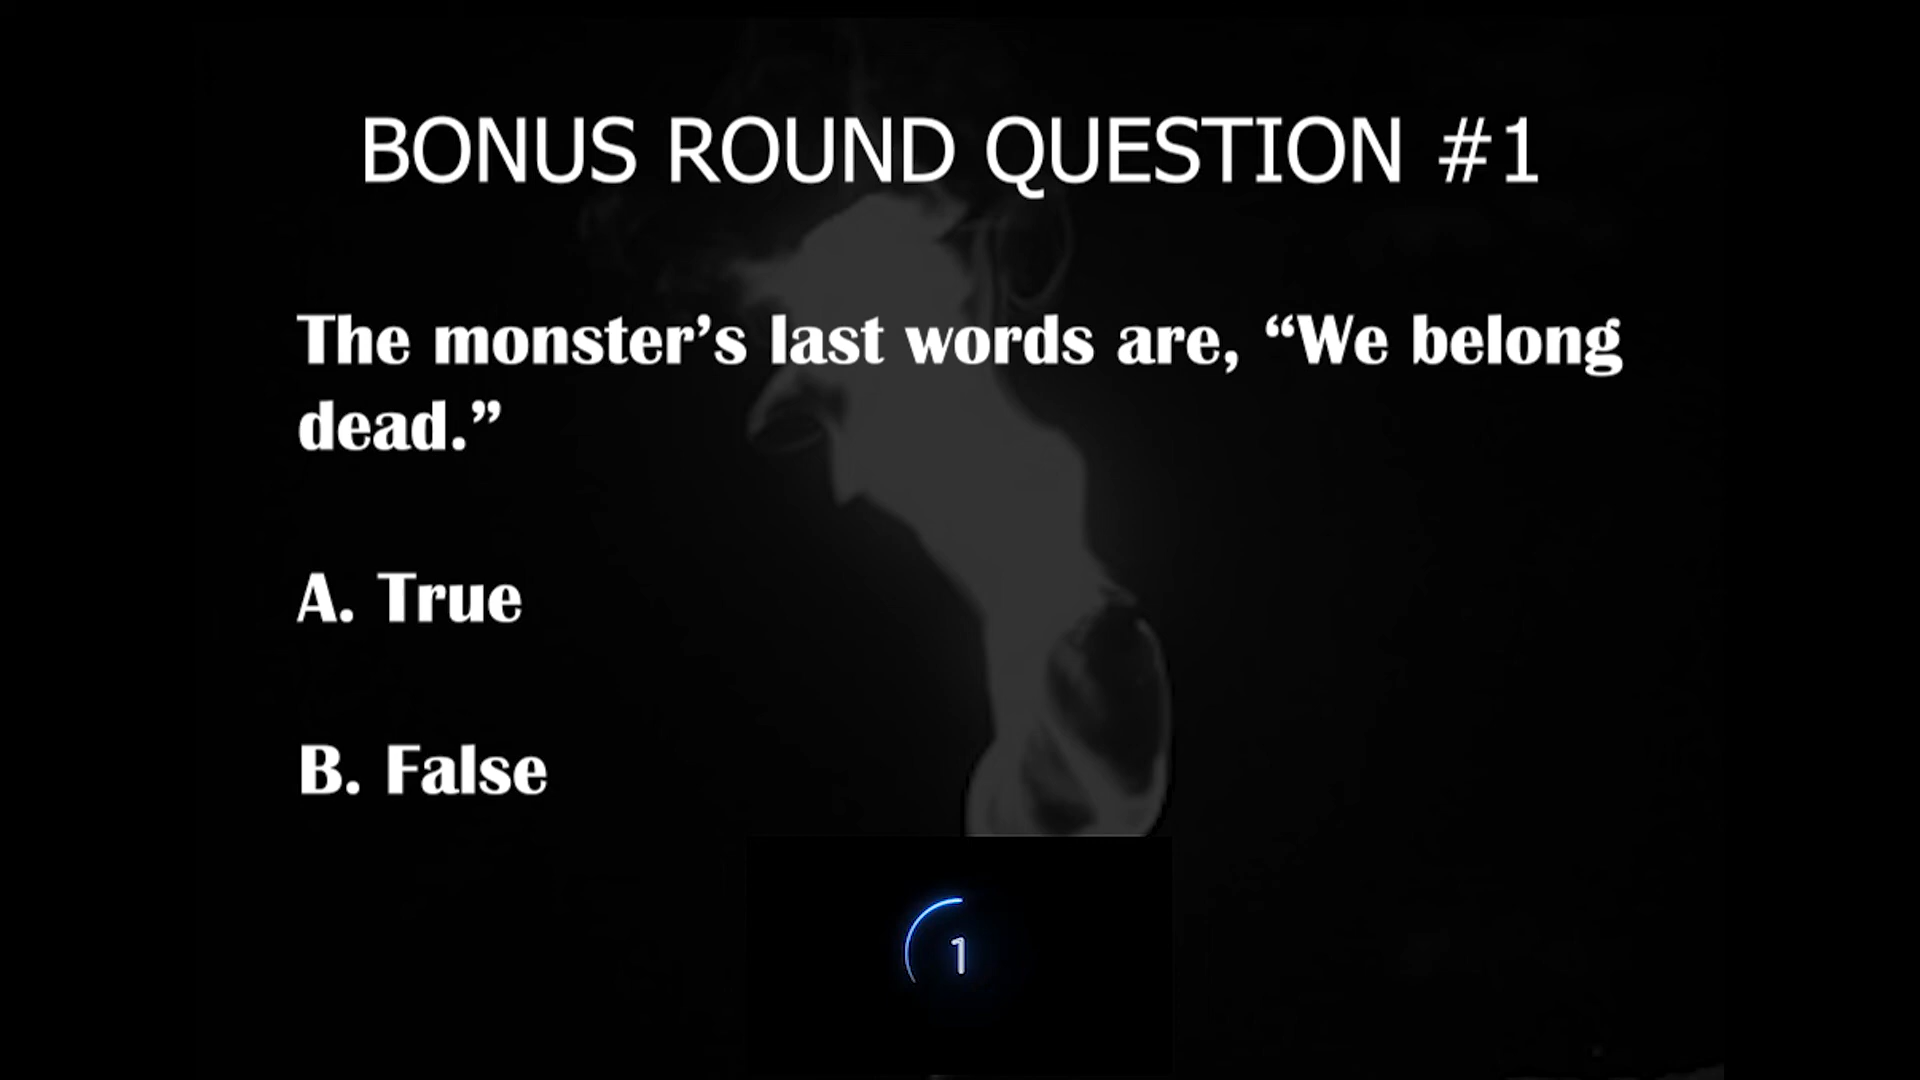 BONUS ROUND QUESTION #1
The monster’s last words are, “We belong
dead.”
A. True
B. False
1